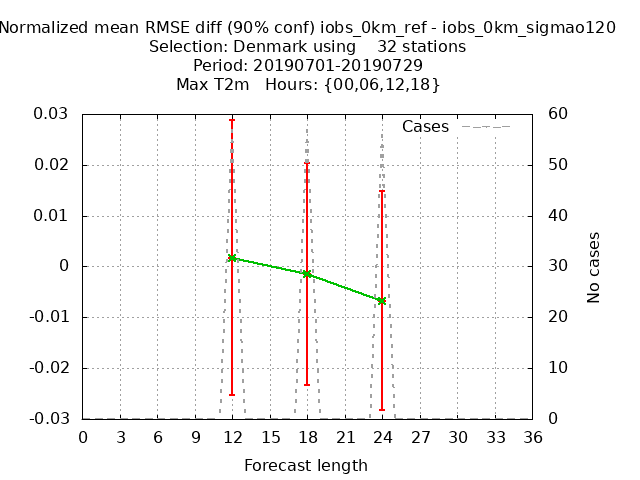 Normalized mean RMSE diff (90% conf) iobs_0km_ref - iobs_0km_sigmao120
Selection: Denmark using    32 stations
Period: 20190701-20190729
Max T2m   Hours: {00,06,12,18}
Cases
0.03
0.02
0.01
0
-0.01
-0.02
-0.03
60
50
40
30
20
10
0
No cases
0 3 6 9 12 15 18 21 24 27 30 33 36
Forecast length